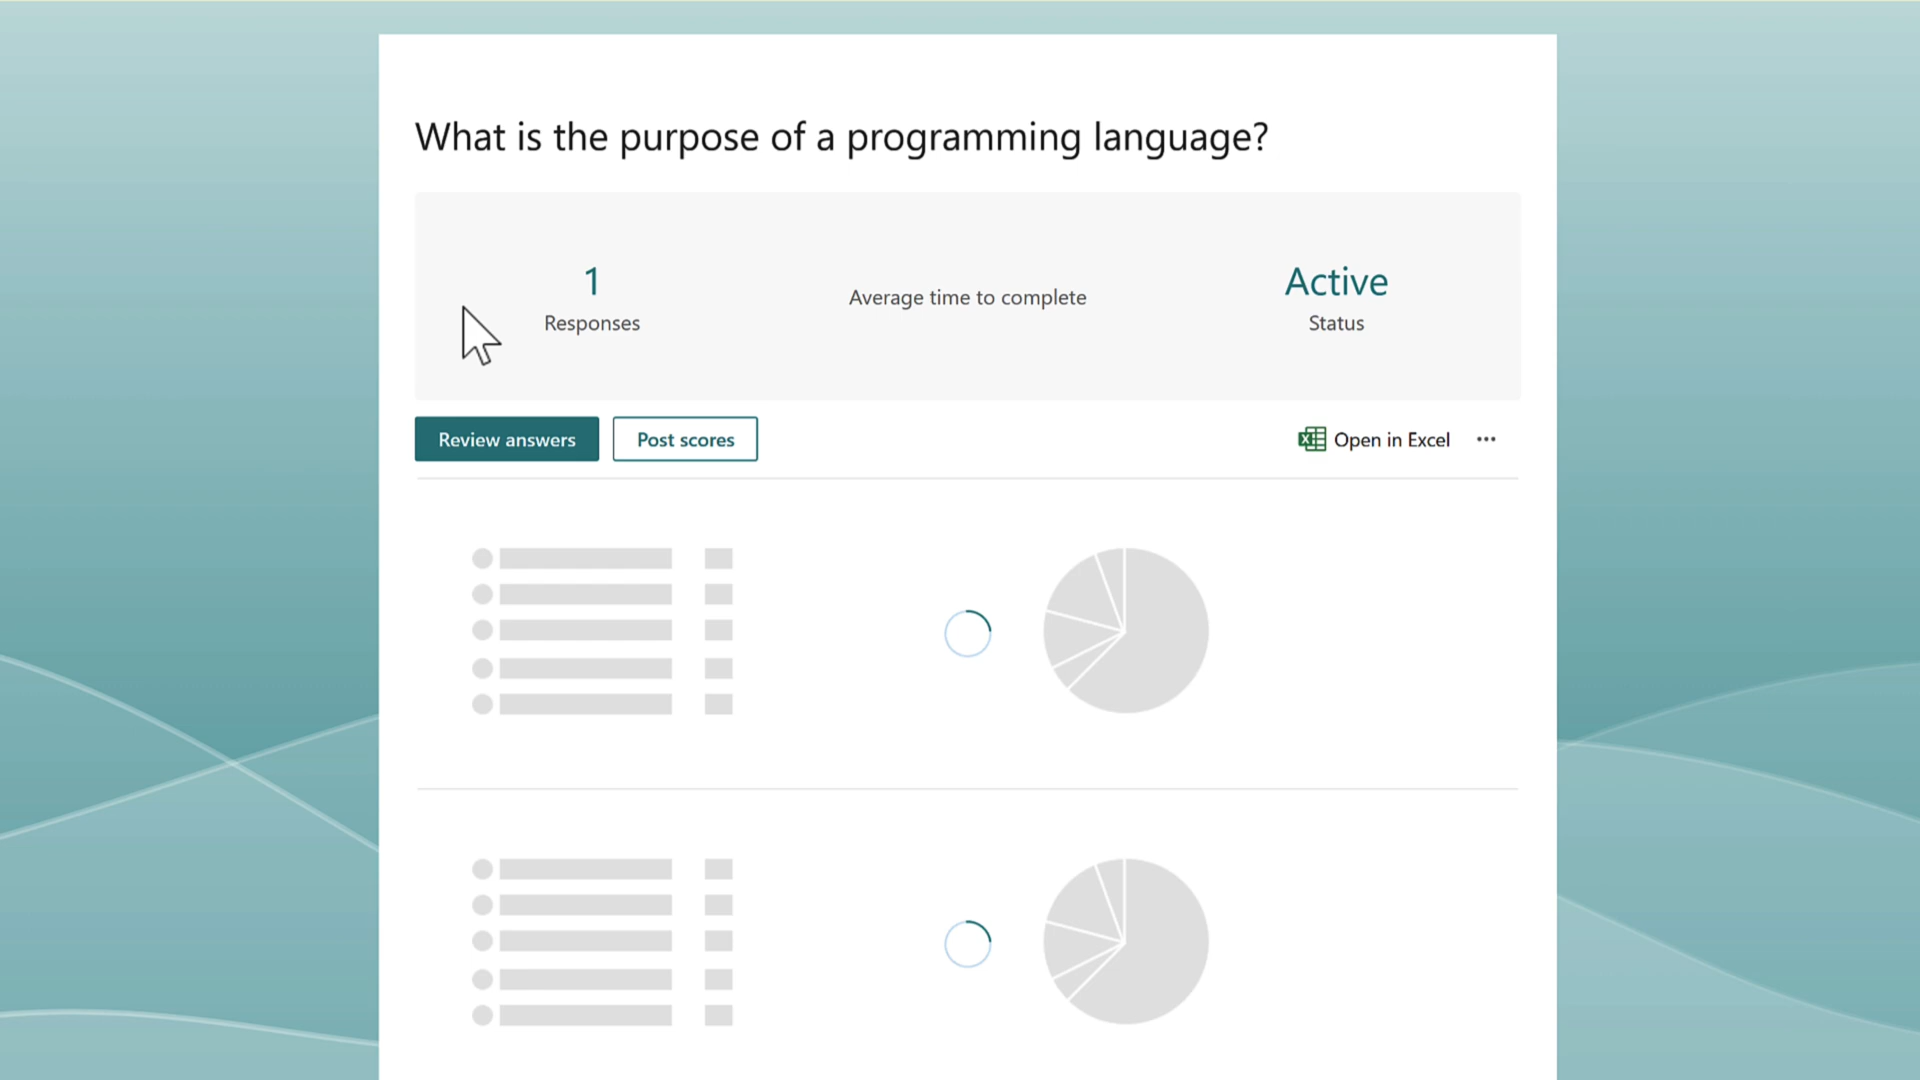 What is the purpose of a programming language?
1
Responses
Average time to complete
Active
Status
Review answers
Post scores
Open in Excel